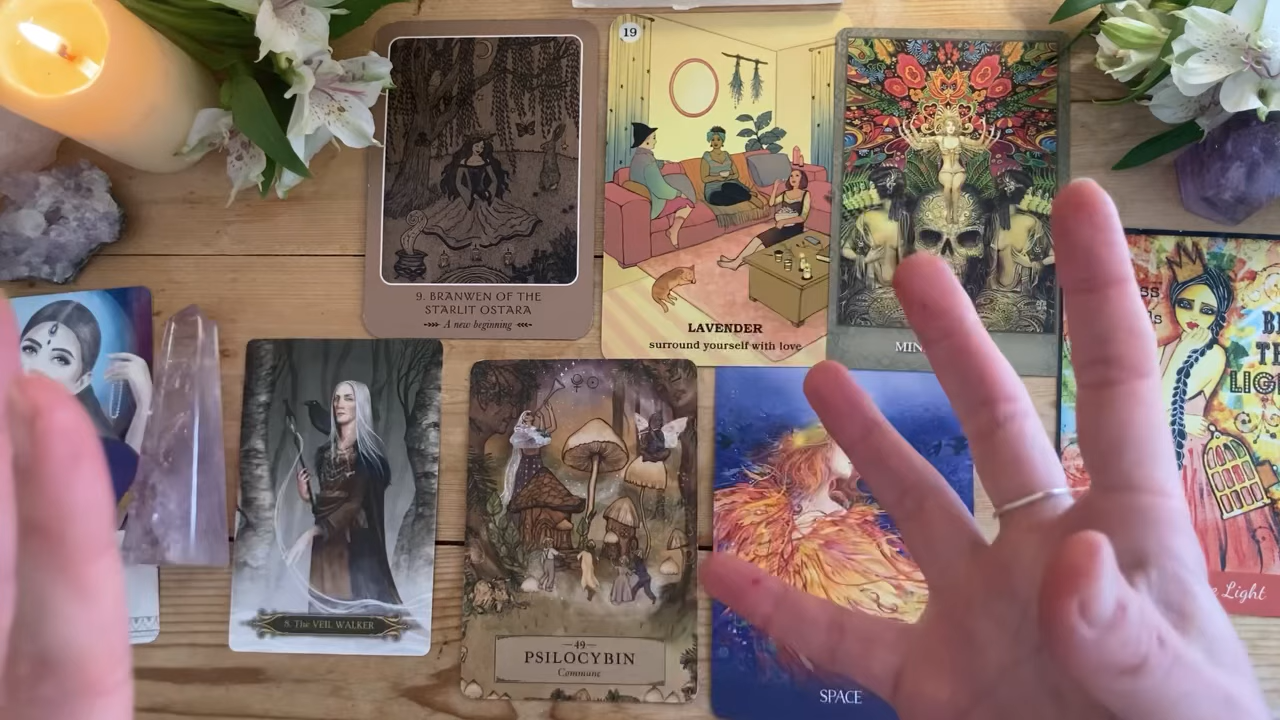 19
9. BRANWEN OF THE
STARLIT OSTARA
A new beginning
LAVENDER
surround yourself with love
8. The VEIL WALKER
—49—
PSILOCYBIN
Commune
SPACE
Light